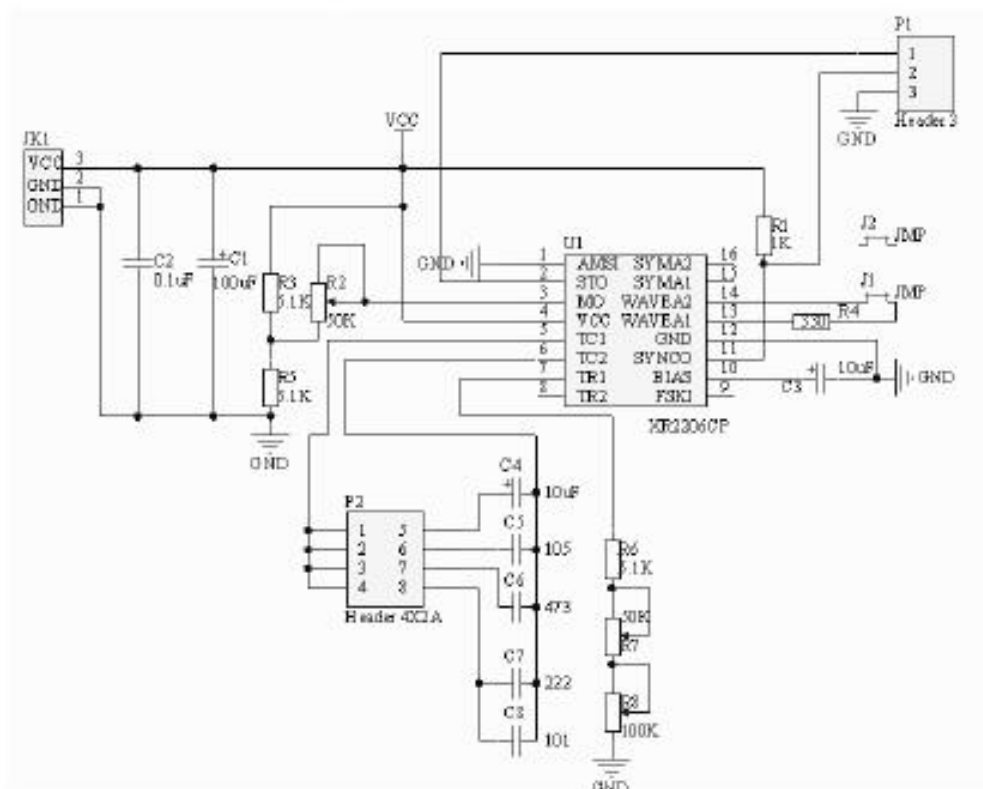 P1
1
2
3
Header 3
GND
VCC
JK1
VCC 3
GND 2
GND 1
C2
0.1uF
C1
100uF
R3
5.1K
R2
50K
R5
5.1K
GND
GND
U1
1 AMSI SYMA2 16
2 STO SYMA1 15
3 MO WAVEA2 14
4 VCC WAVEA1 13
5 TC1 GND 12
6 TC2 SYNCO 11
7 TR1 BIAS 10
8 TR2 FSKI 9
XR2206CP
R1
1K
J2
JMP
J1
JMP
R4
330
C3
10uF
GND
P2
1 5
2 6
3 7
4 8
Header 4X2A
C4
10uF
C5
105
C6
473
C7
222
C8
101
R6
5.1K
50K
R7
R8
100K
GND